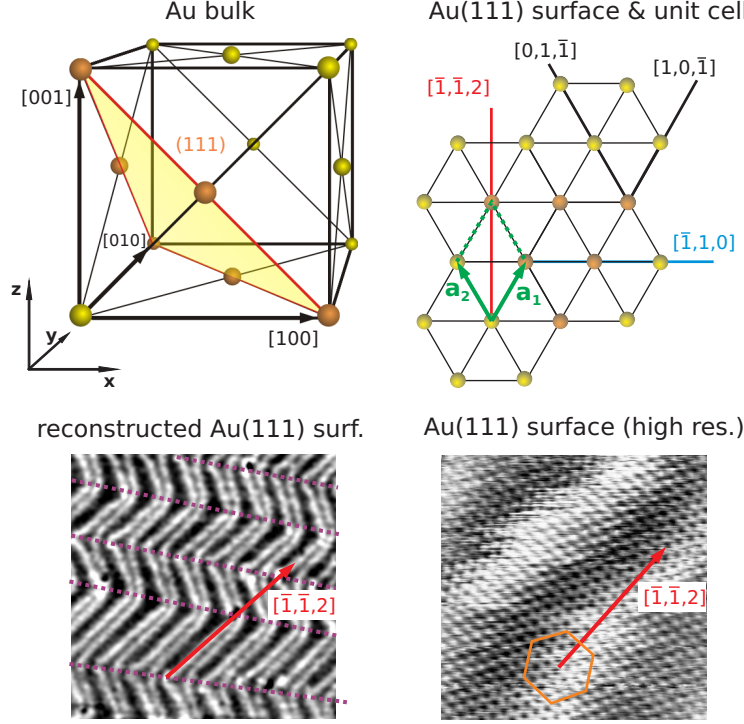 Au bulk
Au(111) surface & unit cell
[0,1,1̅]
[1,0,1̅]
[1̅,1̅,2]
[001]
(111)
[010]
[1̅,1,0]
a₂
a₁
z
y
x
[100]
reconstructed Au(111) surf.
Au(111) surface (high res.)
[1̅,1̅,2]
[1̅,1̅,2]